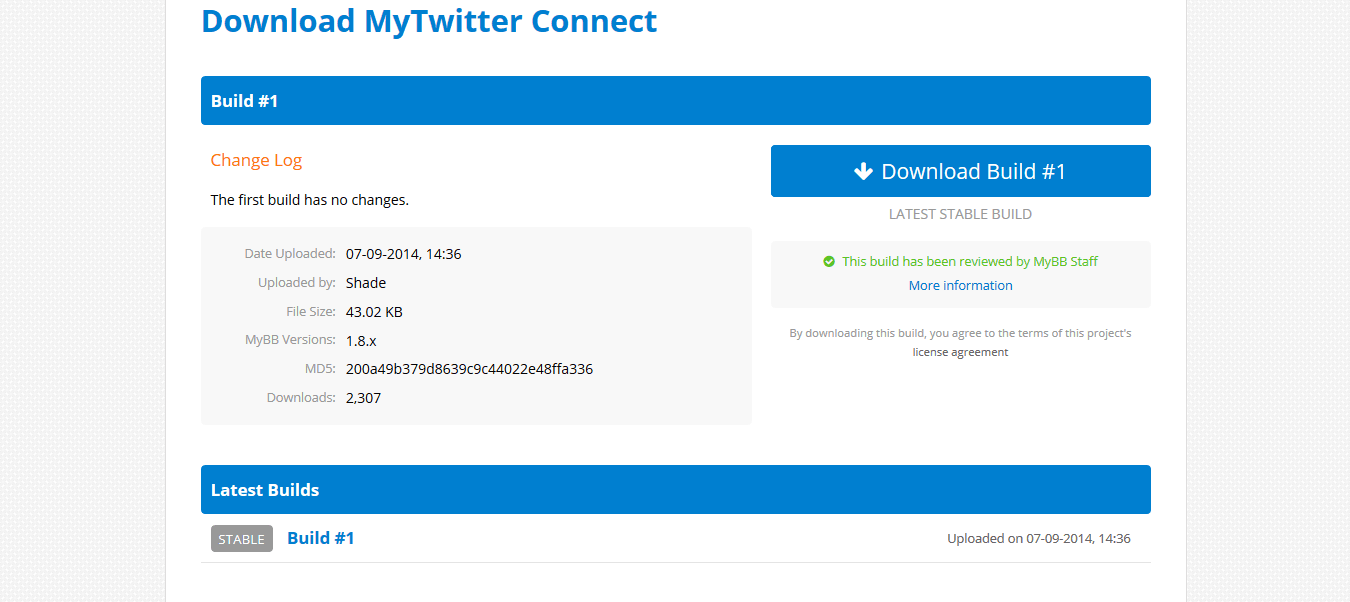 Download MyTwitter Connect
Build #1
Change Log
The first build has no changes.
Date Uploaded: 07-09-2014, 14:36
Uploaded by: Shade
File Size: 43.02 KB
MyBB Versions: 1.8.x
MD5: 200a49b379d8639c9c44022e48ffa336
Downloads: 2,307
Download Build #1
LATEST STABLE BUILD
This build has been reviewed by MyBB Staff
More information
By downloading this build, you agree to the terms of this project's
license agreement
Latest Builds
STABLE Build #1 Uploaded on 07-09-2014, 14:36